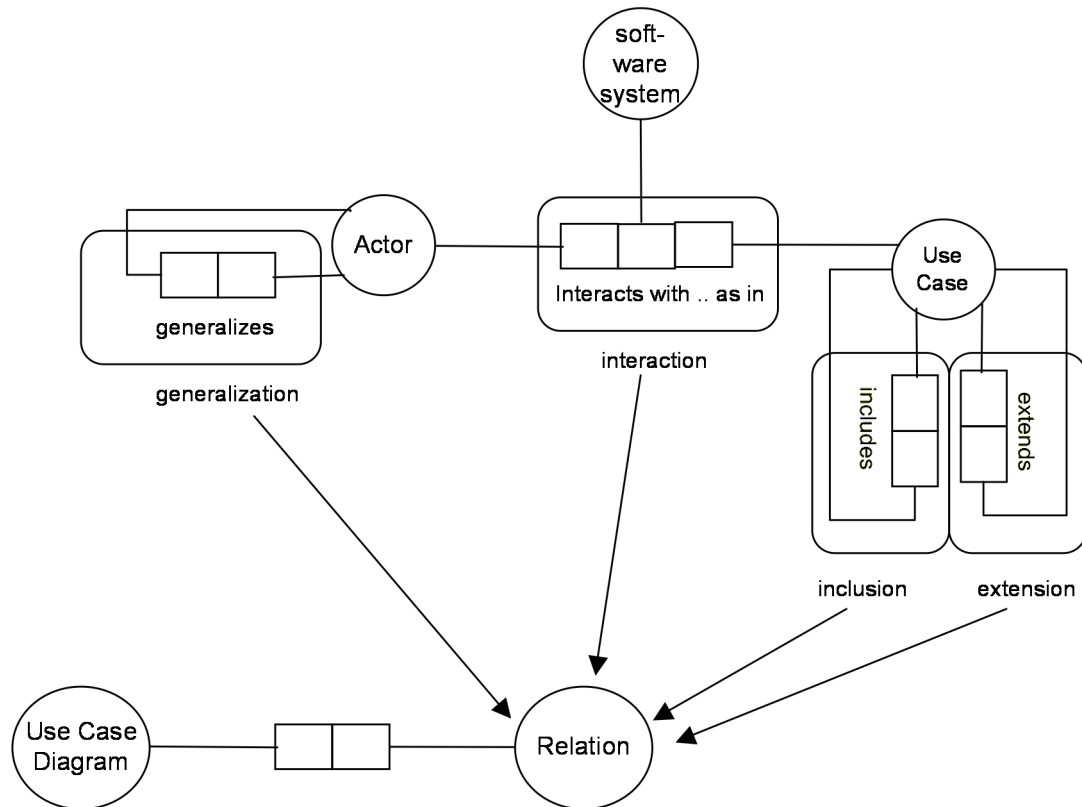 soft-
ware
system
Actor
Use
Case
generalizes
Interacts with .. as in
generalization
interaction
includes
extends
inclusion
extension
Use Case
Diagram
Relation